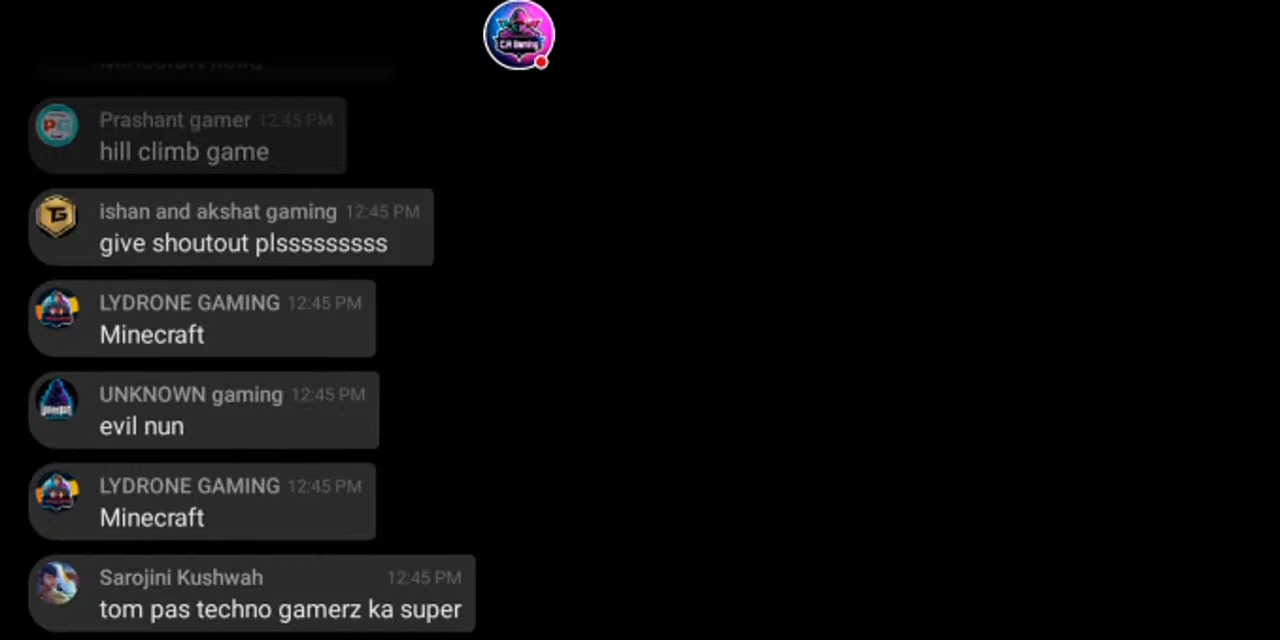 C.R Gaming
Prashant gamer 12:45 PM
hill climb game
ishan and akshat gaming 12:45 PM
give shoutout plsssssssss
LYDRONE GAMING 12:45 PM
Minecraft
UNKNOWN gaming 12:45 PM
evil nun
LYDRONE GAMING 12:45 PM
Minecraft
Sarojini Kushwah 12:45 PM
tom pas techno gamerz ka super